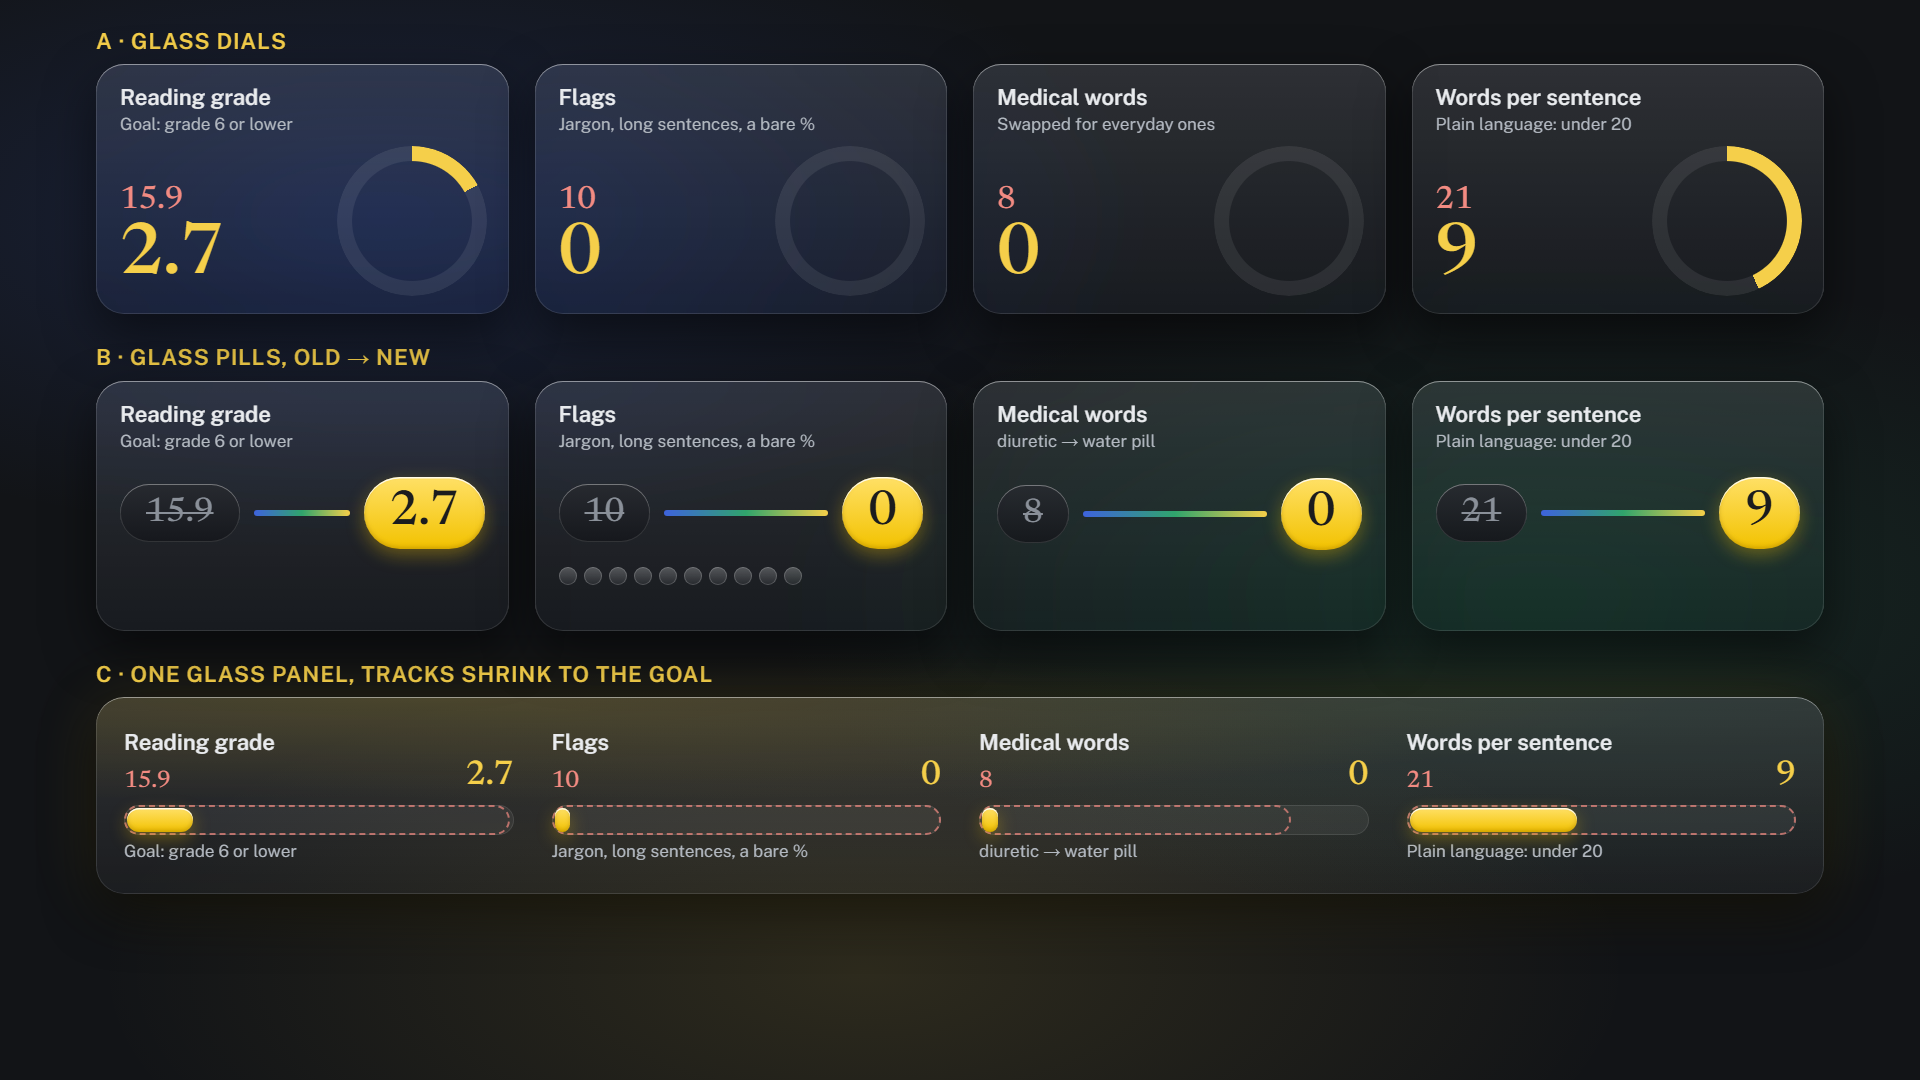 A · GLASS DIALS
Reading grade
Goal: grade 6 or lower
15.9
2.7
Flags
Jargon, long sentences, a bare %
10
0
Medical words
Swapped for everyday ones
8
0
Words per sentence
Plain language: under 20
21
9
B · GLASS PILLS, OLD → NEW
Reading grade
Goal: grade 6 or lower
15.9
2.7
Flags
Jargon, long sentences, a bare %
10
0
Medical words
diuretic → water pill
8
0
Words per sentence
Plain language: under 20
21
9
C · ONE GLASS PANEL, TRACKS SHRINK TO THE GOAL
Reading grade
15.9
2.7
Goal: grade 6 or lower
Flags
10
0
Jargon, long sentences, a bare %
Medical words
8
0
diuretic → water pill
Words per sentence
21
9
Plain language: under 20